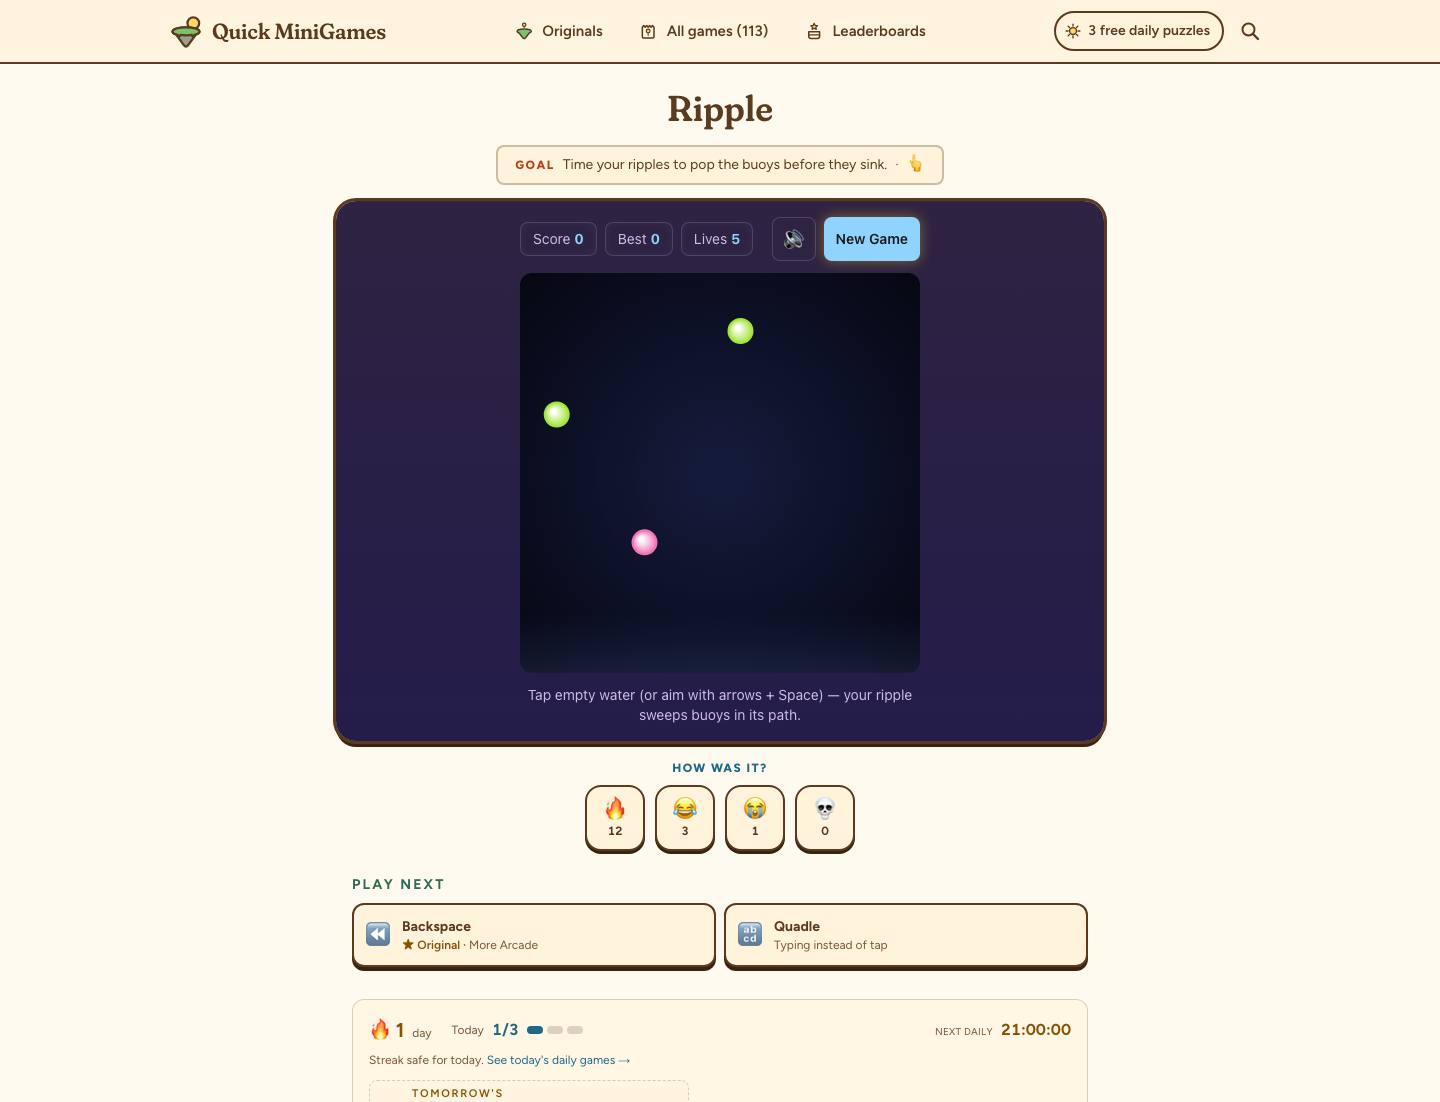 Quick MiniGames
Originals
All games (113)
Leaderboards
3 free daily puzzles
Ripple
GOAL Time your ripples to pop the buoys before they sink. ·
Score 0
Best 0
Lives 5
New Game
Tap empty water (or aim with arrows + Space) — your ripple
sweeps buoys in its path.
HOW WAS IT?
12
3
1
0
PLAY NEXT
Backspace
Original · More Arcade
abcd
Quadle
Typing instead of tap
1 day
Today 1/3
NEXT DAILY 21:00:00
Streak safe for today. See today's daily games →
TOMORROW'S